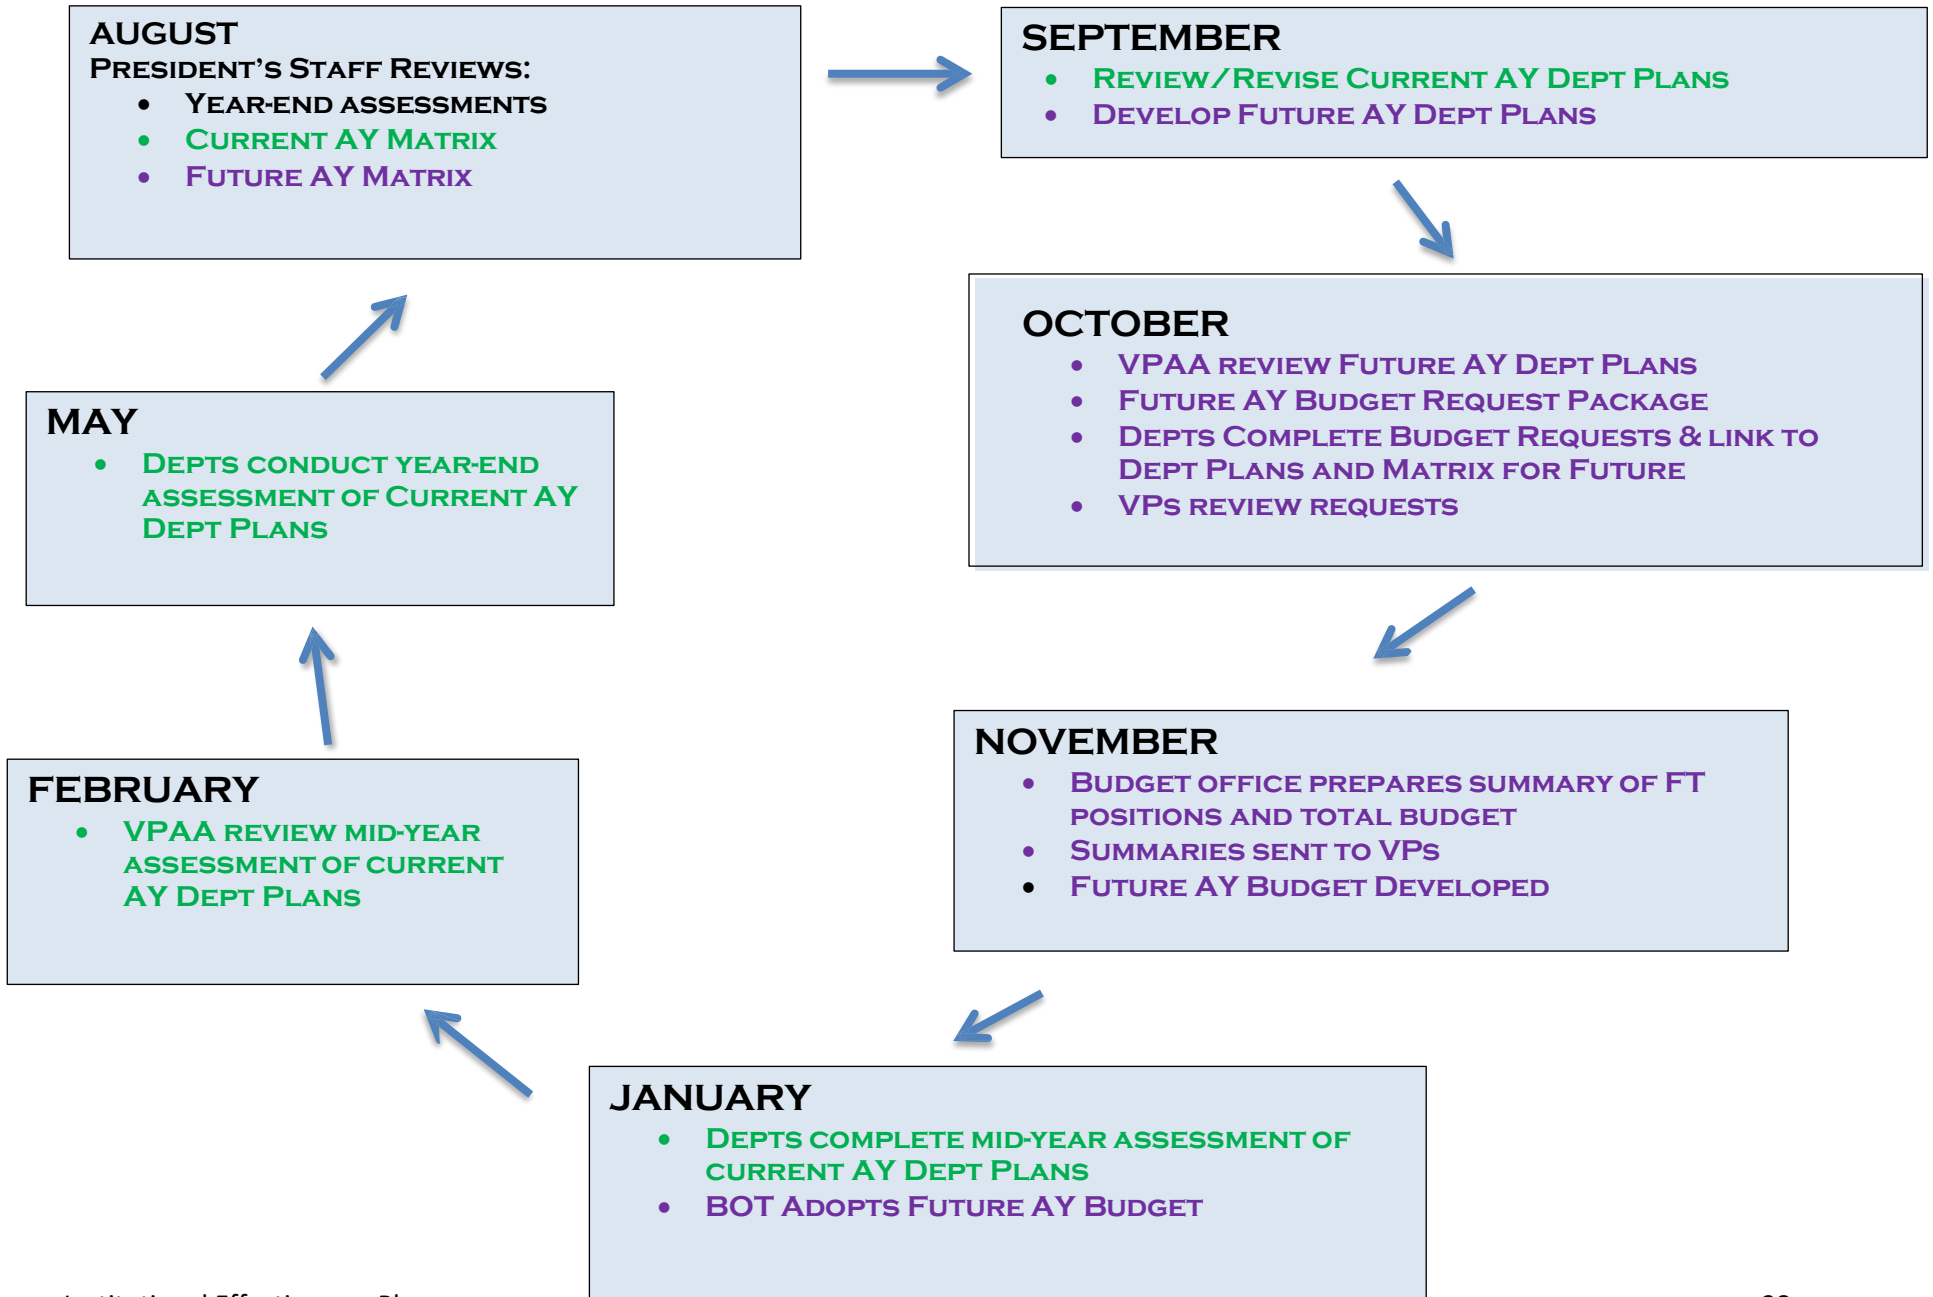 AUGUST
PRESIDENT'S STAFF REVIEWS:
• YEAR-END ASSESSMENTS
• CURRENT AY MATRIX
• FUTURE AY MATRIX
SEPTEMBER
• REVIEW/REVISE CURRENT AY DEPT PLANS
• DEVELOP FUTURE AY DEPT PLANS
OCTOBER
• VPAA REVIEW FUTURE AY DEPT PLANS
• FUTURE AY BUDGET REQUEST PACKAGE
• DEPTS COMPLETE BUDGET REQUESTS & LINK TO
DEPT PLANS AND MATRIX FOR FUTURE
• VPS REVIEW REQUESTS
NOVEMBER
• BUDGET OFFICE PREPARES SUMMARY OF FT
POSITIONS AND TOTAL BUDGET
• SUMMARIES SENT TO VPS
• FUTURE AY BUDGET DEVELOPED
JANUARY
• DEPTS COMPLETE MID-YEAR ASSESSMENT OF
CURRENT AY DEPT PLANS
• BOT ADOPTS FUTURE AY BUDGET
FEBRUARY
• VPAA REVIEW MID-YEAR
ASSESSMENT OF CURRENT
AY DEPT PLANS
MAY
• DEPTS CONDUCT YEAR-END
ASSESSMENT OF CURRENT AY
DEPT PLANS